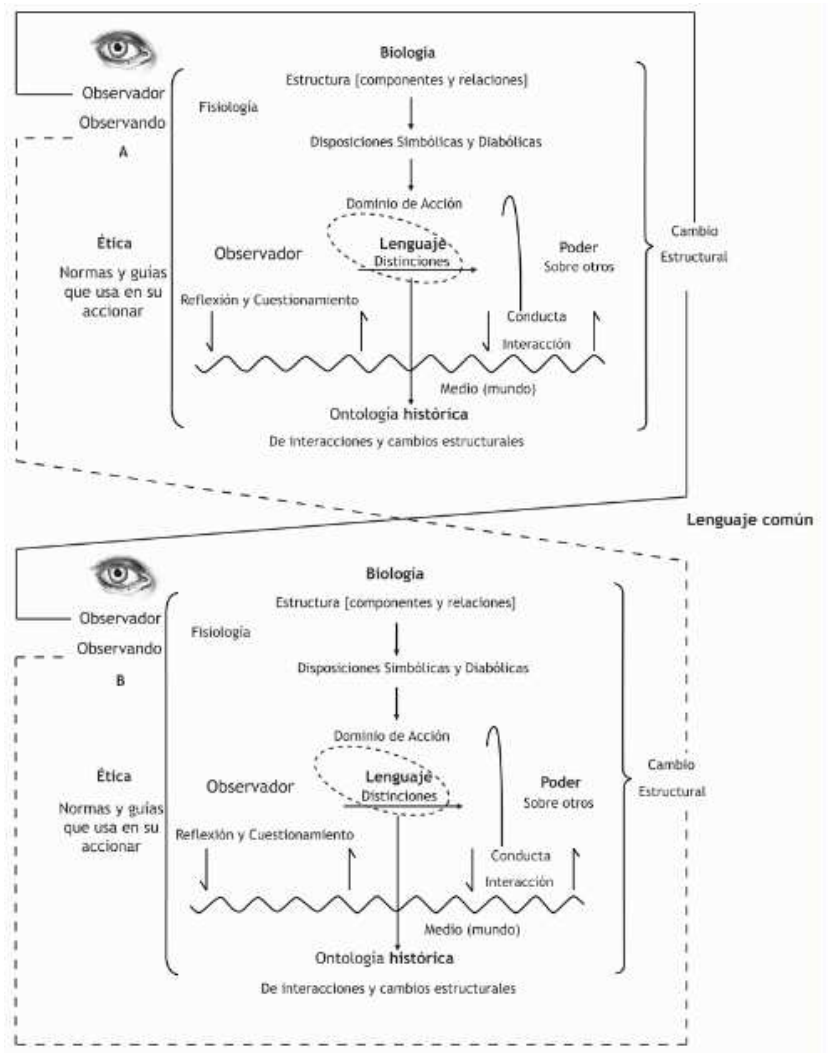 Biología
Estructura [componentes y relaciones]
Observador
Fisiología
Observando
Disposiciones Simbólicas y Diabólicas
A
Dominio de Acción
Ética
Observador
Lenguaje
Distinciones
Poder
Sobre otros
Cambio
Estructural
Normas y guías
que usa en su
accionar
Reflexión y Cuestionamiento
Conducta
Interacción
Medio (mundo)
Ontología histórica
De interacciones y cambios estructurales
Lenguaje común
Biología
Estructura [componentes y relaciones]
Observador
Fisiología
Observando
Disposiciones Simbólicas y Diabólicas
B
Dominio de Acción
Ética
Observador
Lenguaje
Distinciones
Poder
Sobre otros
Cambio
Estructural
Normas y guías
que usa en su
accionar
Reflexión y Cuestionamiento
Conducta
Interacción
Medio (mundo)
Ontología histórica
De interacciones y cambios estructurales